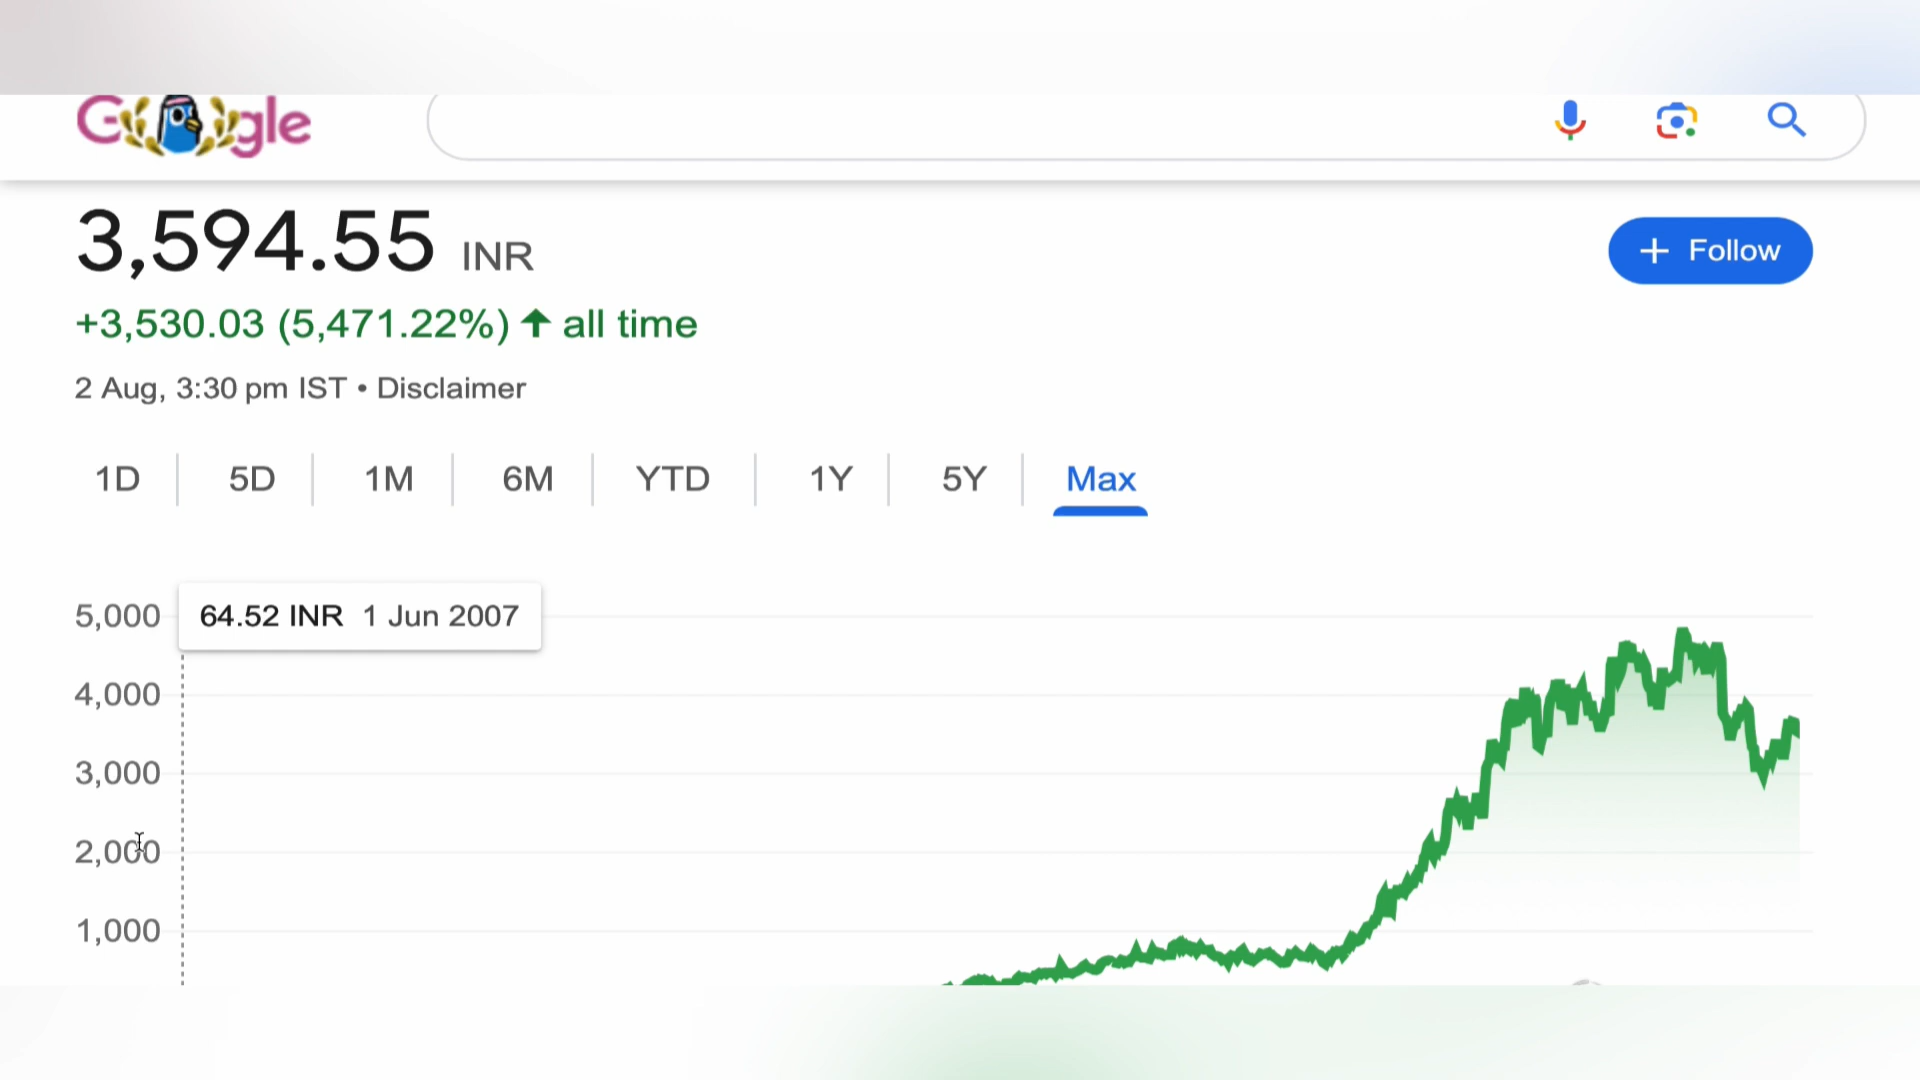 Google
3,594.55 INR
+ Follow
+3,530.03 (5,471.22%) ↑ all time
2 Aug, 3:30 pm IST • Disclaimer
1D 5D 1M 6M YTD 1Y 5Y Max
5,000
64.52 INR 1 Jun 2007
4,000
3,000
2,000
1,000